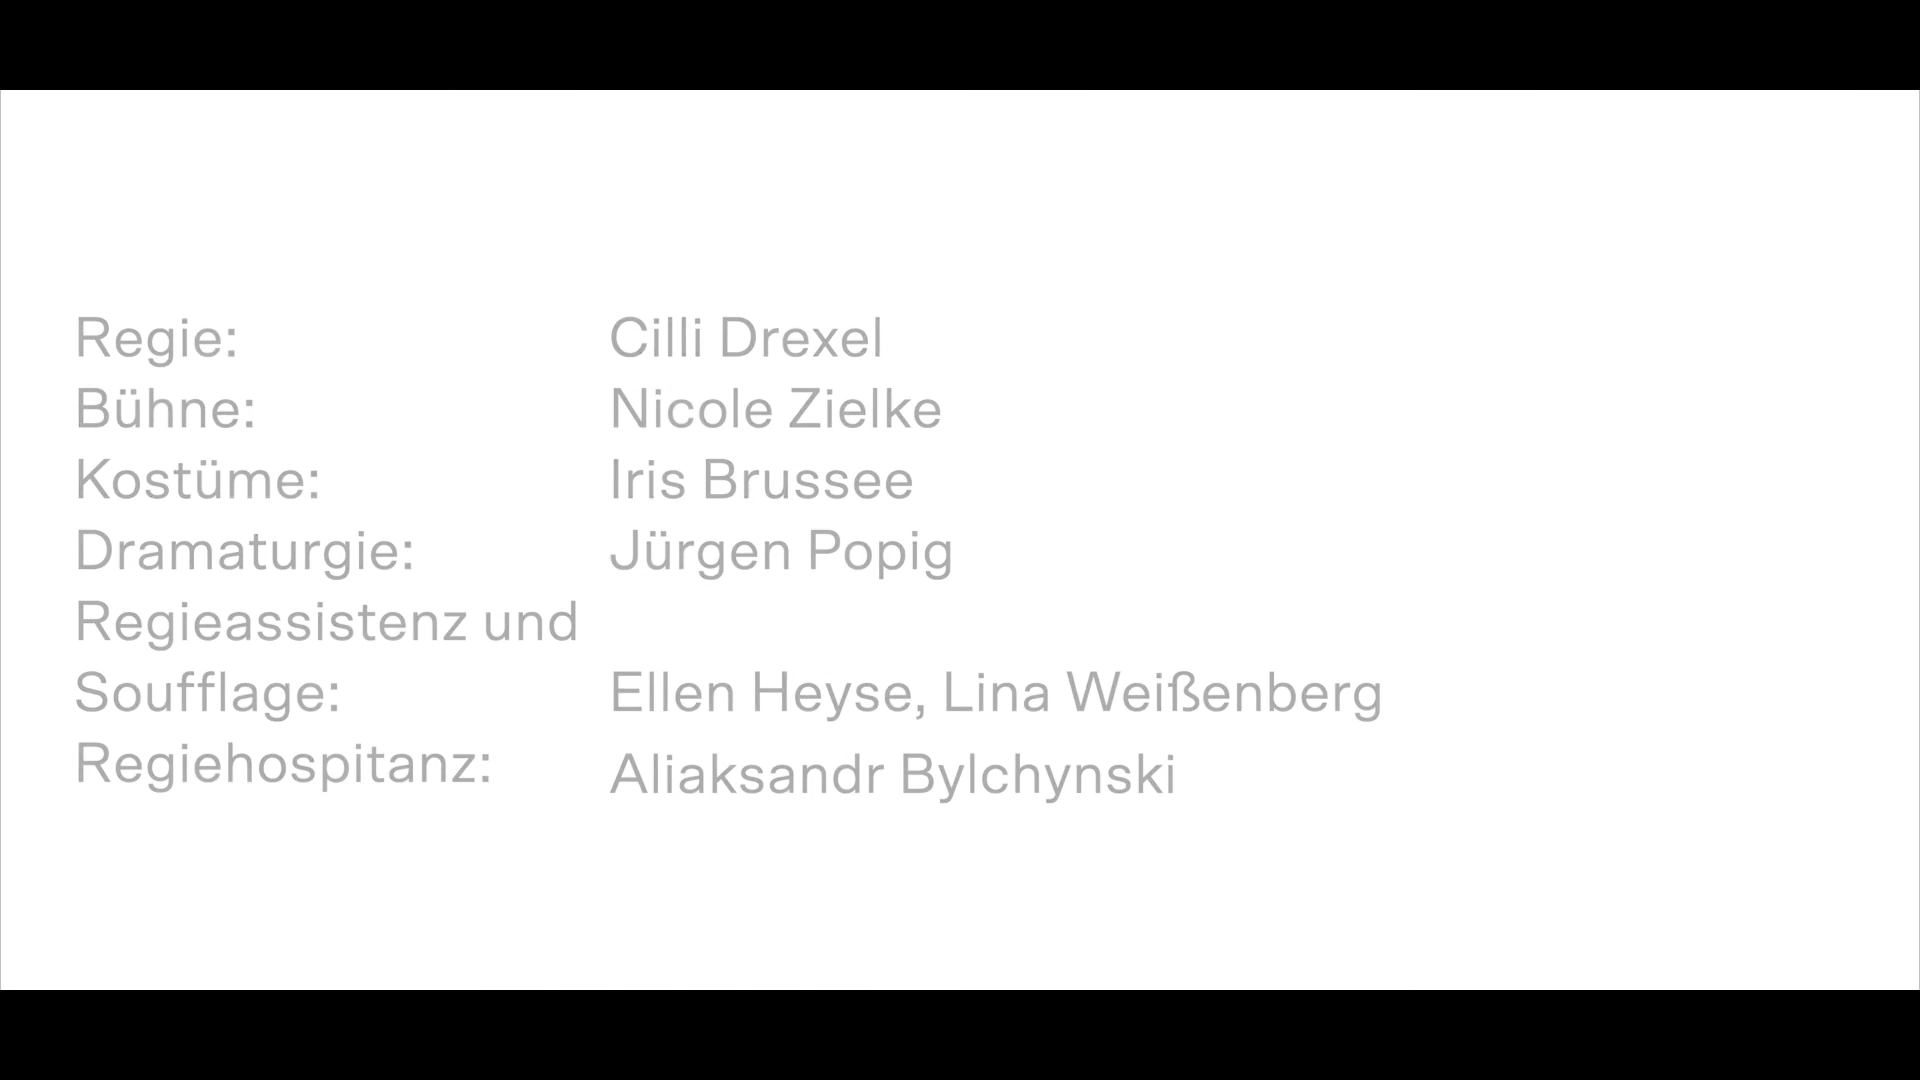 Regie: Cilli Drexel
Bühne: Nicole Zielke
Kostüme: Iris Brussee
Dramaturgie: Jürgen Popig
Regieassistenz und
Soufflage: Ellen Heyse, Lina Weißenberg
Regiehospitanz: Aliaksandr Bylchynski